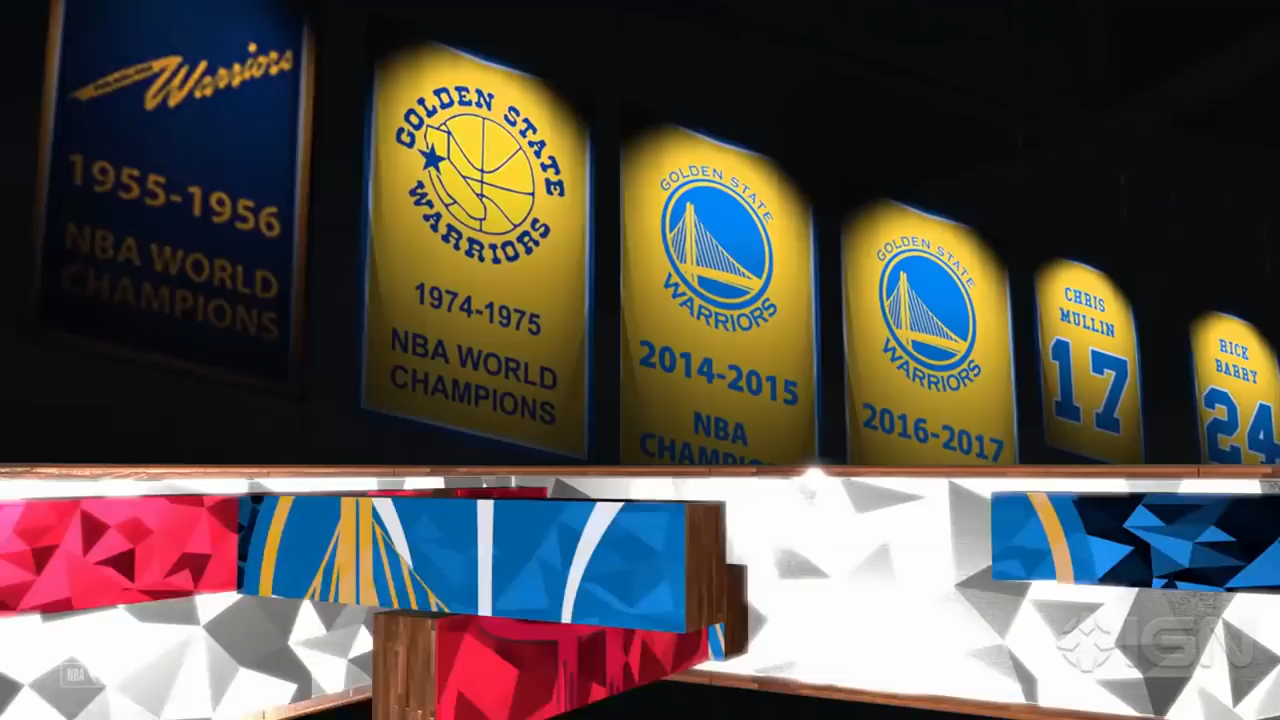 Warriors
1955-1956
NBA WORLD
CHAMPIONS
GOLDEN STATE
WARRIORS
1974-1975
NBA WORLD
CHAMPIONS
GOLDEN STATE
WARRIORS
2014-2015
NBA
GOLDEN STATE
WARRIORS
2016-2017
CHRIS
MULLIN
17
RICK
BARRY
24
NBA
IGN